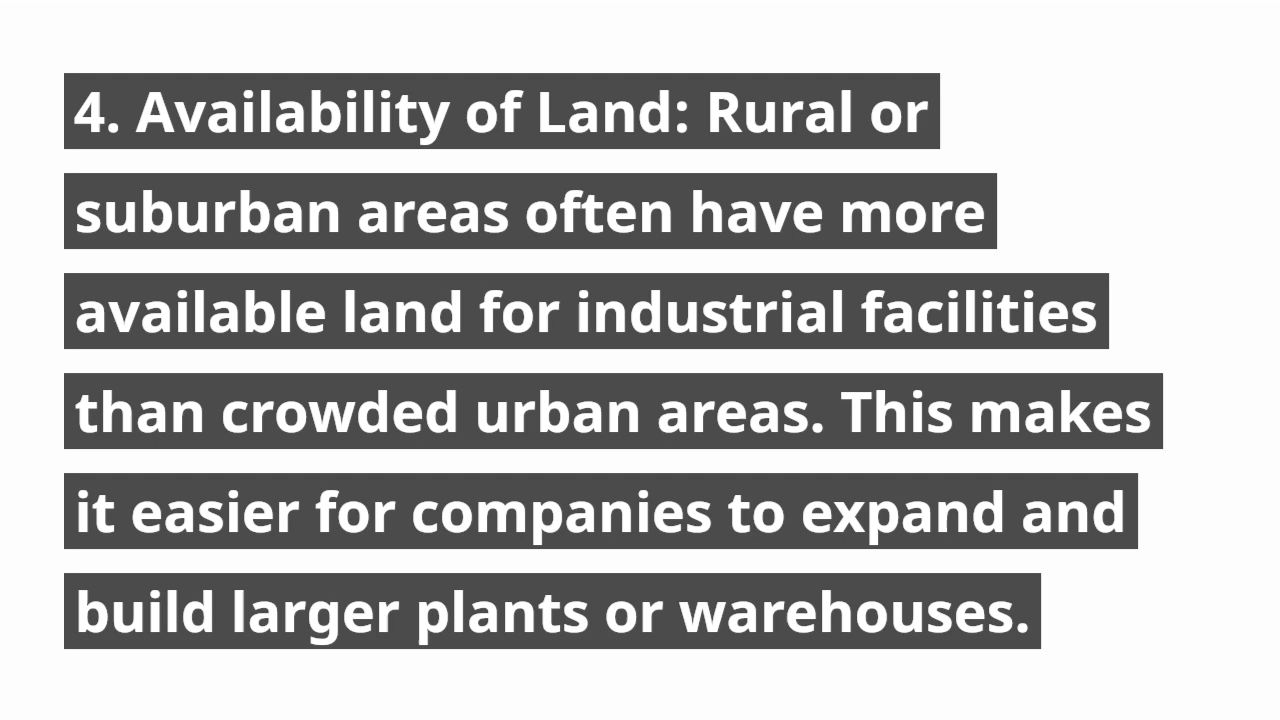 4. Availability of Land: Rural or
suburban areas often have more
available land for industrial facilities
than crowded urban areas. This makes
it easier for companies to expand and
build larger plants or warehouses.